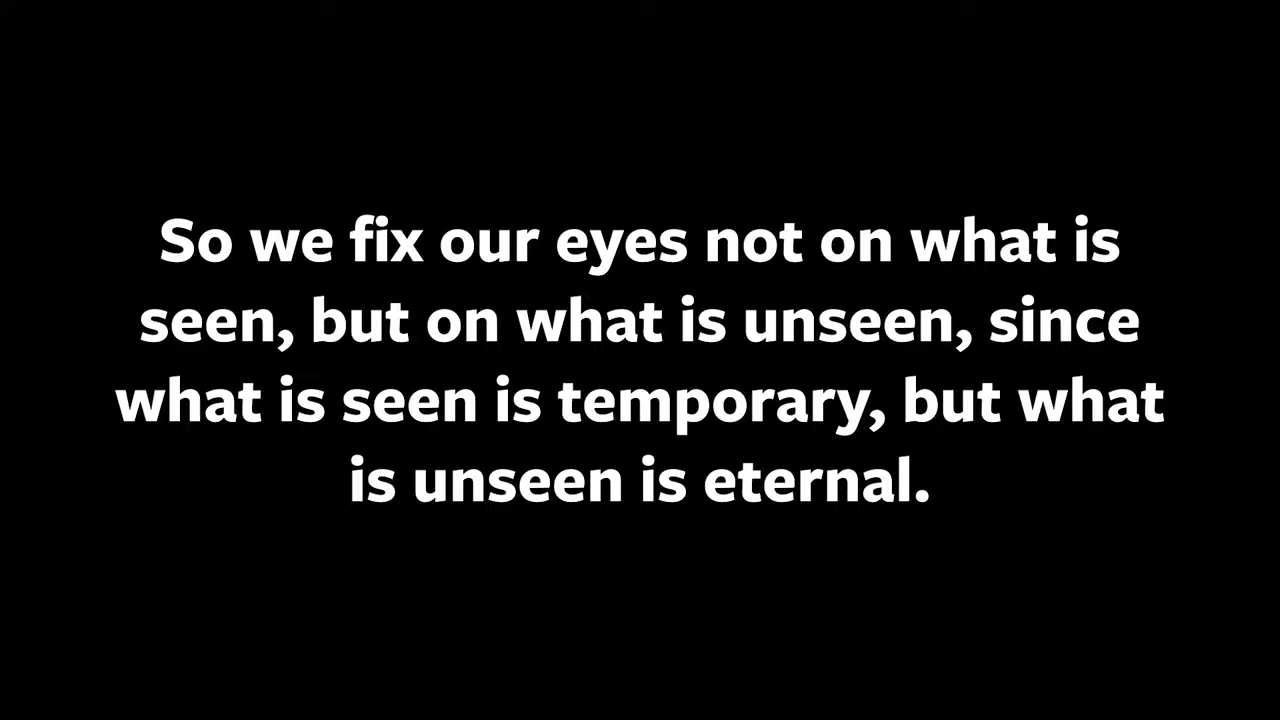 So we fix our eyes not on what is
seen, but on what is unseen, since
what is seen is temporary, but what
is unseen is eternal.